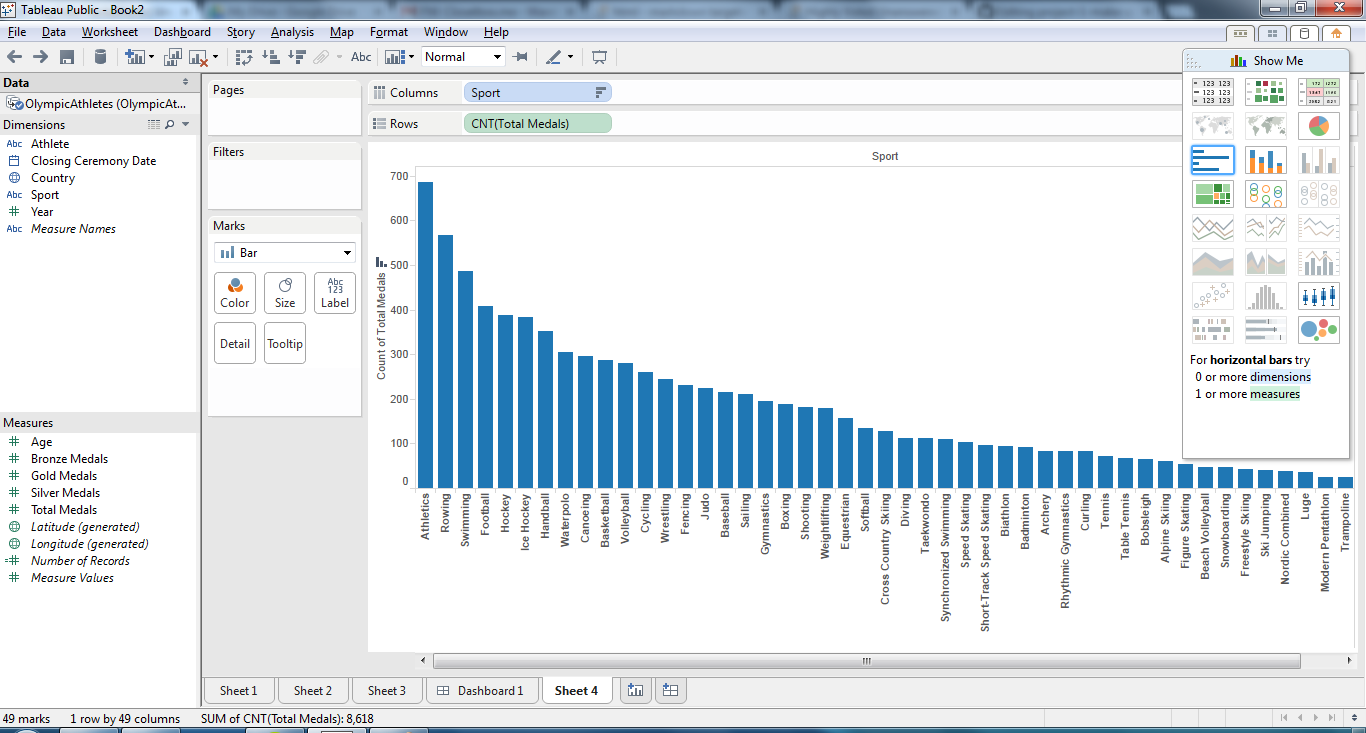 Tableau Public - Book2
File Data Worksheet Dashboard Story Analysis Map Format Window Help
Abc Normal
Show Me
Data
OlympicAthletes (OlympicAt...
Dimensions
Abc Athlete
Closing Ceremony Date
Country
Abc Sport
Year
Abc Measure Names
Measures
Age
Bronze Medals
Gold Medals
Silver Medals
Total Medals
Latitude (generated)
Longitude (generated)
Number of Records
Measure Values
Pages
Filters
Marks
Bar
Color
Size
Abc
123
Label
Detail
Tooltip
Columns Sport
Rows CNT(Total Medals)
Sport
Count of Total Medals
700
600
500
400
300
200
100
0
Athletics
Rowing
Swimming
Football
Hockey
Ice Hockey
Handball
Waterpolo
Canoeing
Basketball
Volleyball
Cycling
Wrestling
Fencing
Judo
Baseball
Sailing
Gymnastics
Boxing
Shooting
Weightlifting
Equestrian
Softball
Cross Country Skiing
Diving
Taekwondo
Synchronized Swimming
Speed Skating
Short-Track Speed Skating
Biathlon
Badminton
Archery
Rhythmic Gymnastics
Curling
Tennis
Table Tennis
Bobsleigh
Alpine Skiing
Figure Skating
Beach Volleyball
Snowboarding
Freestyle Skiing
Ski Jumping
Nordic Combined
Luge
Modern Pentathlon
Trampoline
123 123
123 123
123 123
For horizontal bars try
0 or more dimensions
1 or more measures
Sheet 1 Sheet 2 Sheet 3 Dashboard 1 Sheet 4
49 marks 1 row by 49 columns SUM of CNT(Total Medals): 8,618